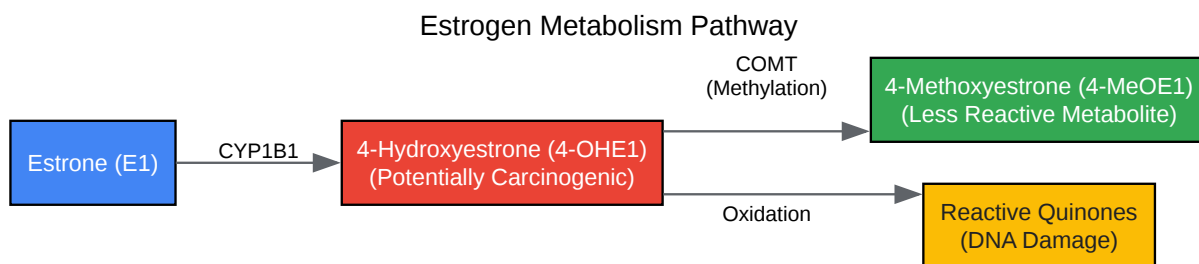 Estrogen Metabolism Pathway
Estrone (E1)
CYP1B1
4-Hydroxyestrone (4-OHE1)
(Potentially Carcinogenic)
COMT
(Methylation)
4-Methoxyestrone (4-MeOE1)
(Less Reactive Metabolite)
Oxidation
Reactive Quinones
(DNA Damage)